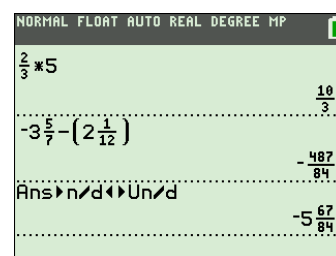 NORMAL FLOAT AUTO REAL DEGREE MP
2/3*5
10/3
-3 5/7-(2 1/12)
-487/84
Ans▶n/d◀▶Un/d
-5 67/84